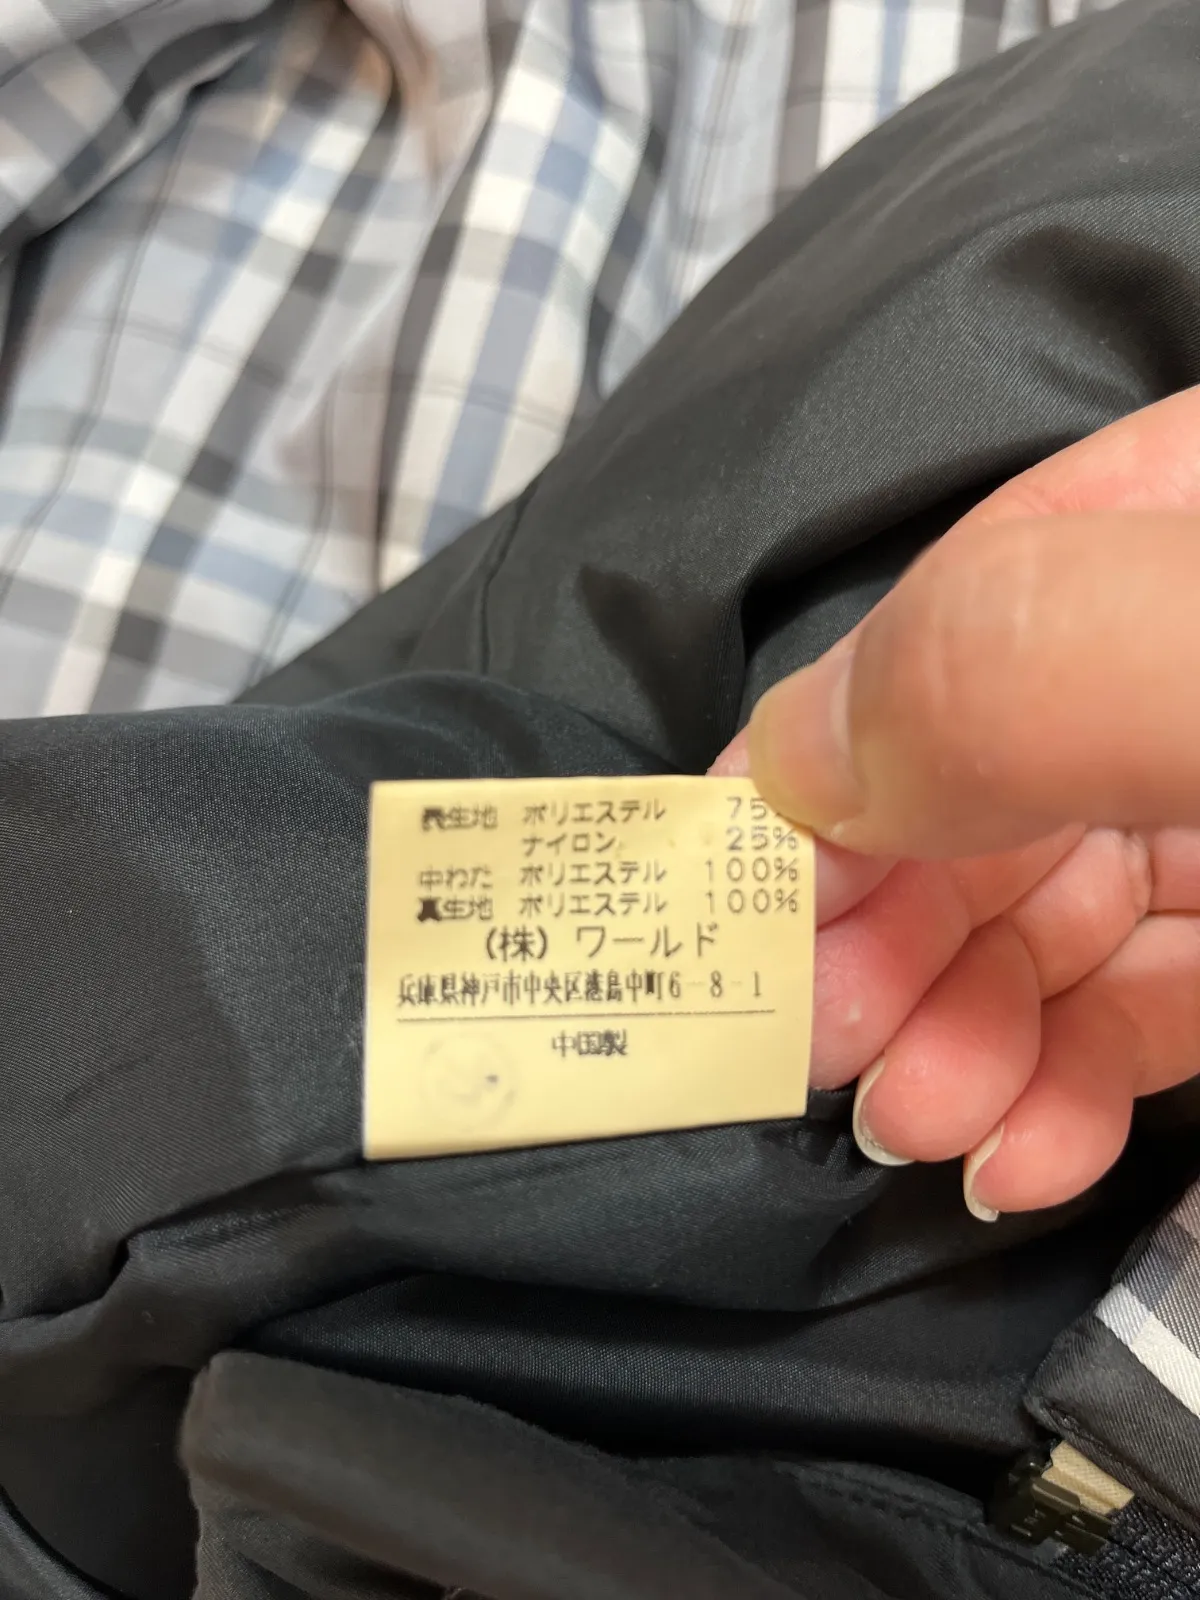 表生地 ポリエステル 75%
ナイロン 25%
中わた ポリエステル 100%
裏生地 ポリエステル 100%
(株) ワールド
兵庫県神戸市中央区港島中町6-8-1
中国製